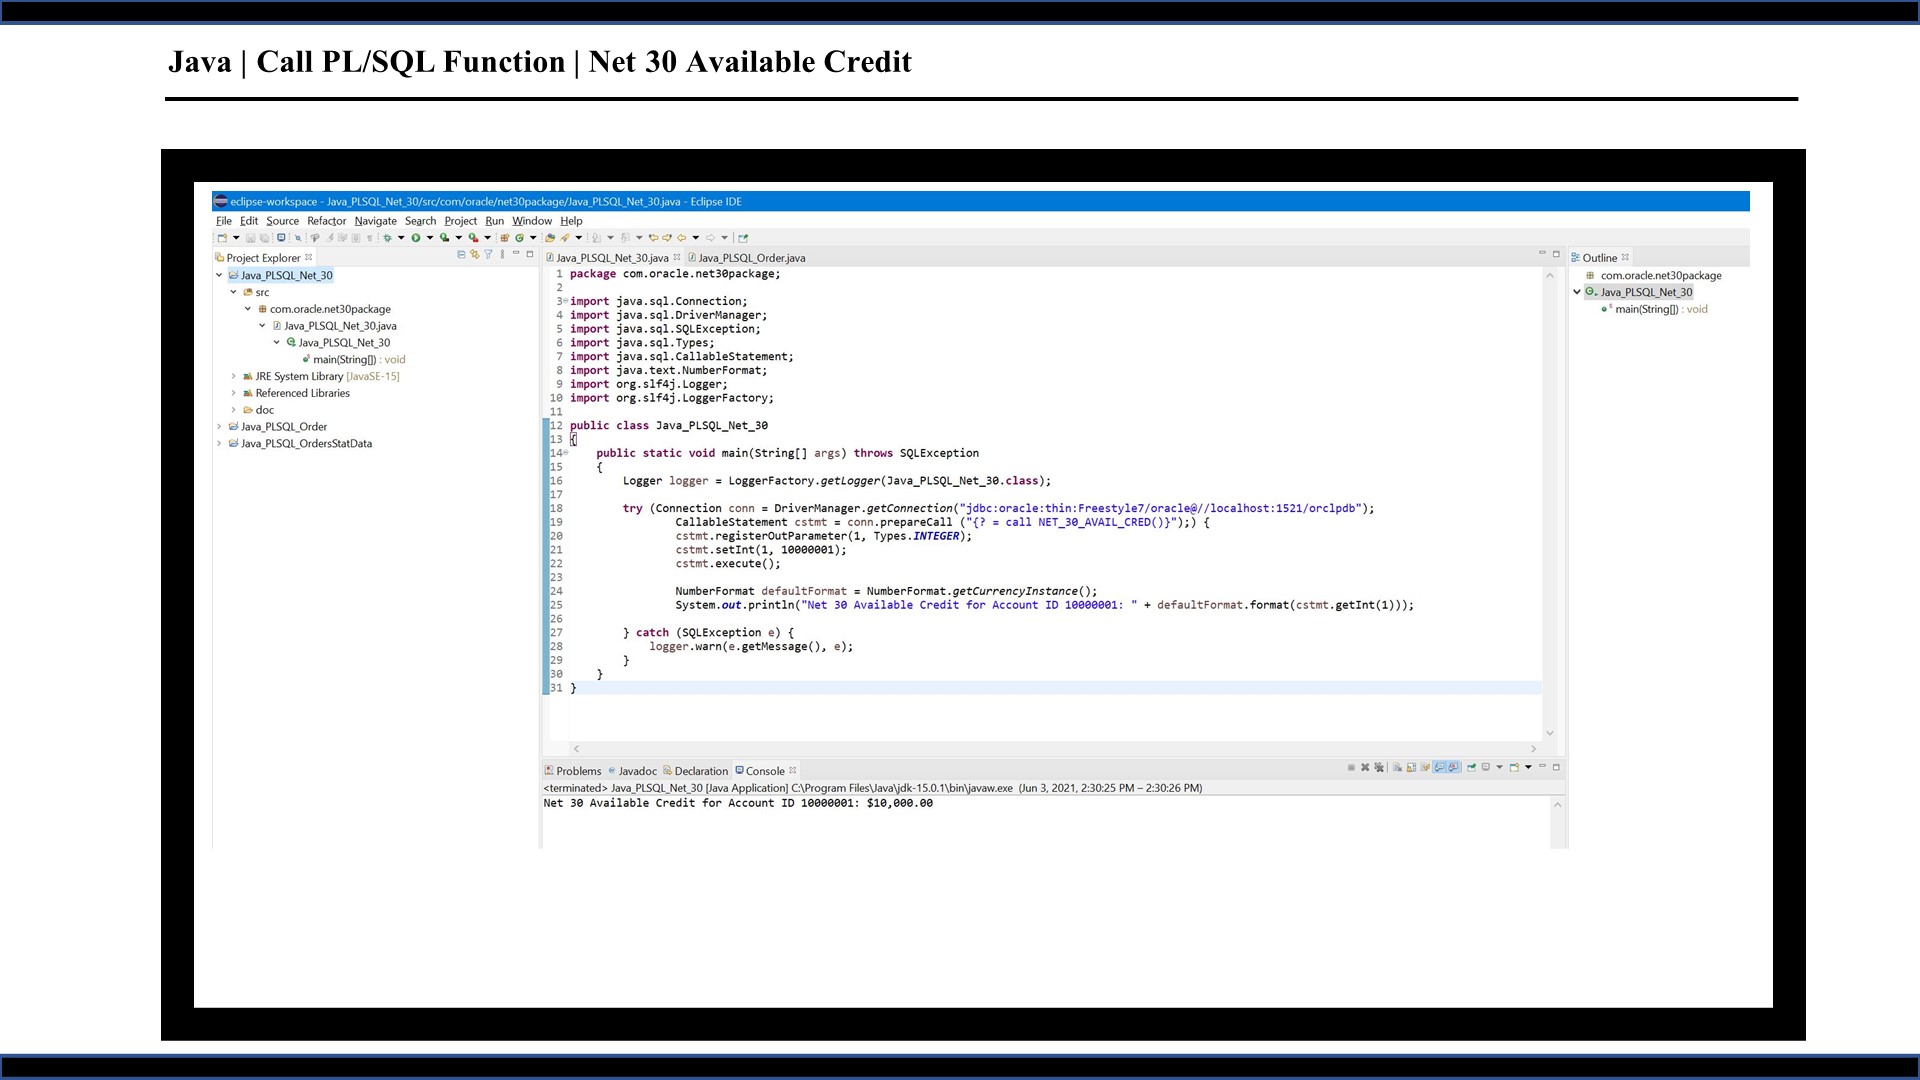 Java | Call PL/SQL Function | Net 30 Available Credit
eclipse-workspace - Java_PLSQL_Net_30/src/com/oracle/net30package/Java_PLSQL_Net_30.java - Eclipse IDE
File Edit Source Refactor Navigate Search Project Run Window Help
Project Explorer
Java_PLSQL_Net_30
src
com.oracle.net30package
Java_PLSQL_Net_30.java
Java_PLSQL_Net_30
main(String[]) : void
JRE System Library [JavaSE-15]
Referenced Libraries
doc
Java_PLSQL_Order
Java_PLSQL_OrdersStatData
Java_PLSQL_Net_30.java Java_PLSQL_Order.java
1 package com.oracle.net30package;
2
3 import java.sql.Connection;
4 import java.sql.DriverManager;
5 import java.sql.SQLException;
6 import java.sql.Types;
7 import java.sql.CallableStatement;
8 import java.text.NumberFormat;
9 import org.slf4j.Logger;
10 import org.slf4j.LoggerFactory;
11
12 public class Java_PLSQL_Net_30
13 {
14 public static void main(String[] args) throws SQLException
15 {
16 Logger logger = LoggerFactory.getLogger(Java_PLSQL_Net_30.class);
17
18 try (Connection conn = DriverManager.getConnection("jdbc:oracle:thin:Freestyle7/oracle@//localhost:1521/orclpdb");
19 CallableStatement cstmt = conn.prepareCall ("{? = call NET_30_AVAIL_CRED()}");) {
20 cstmt.registerOutParameter(1, Types.INTEGER);
21 cstmt.setInt(1, 10000001);
22 cstmt.execute();
23
24 NumberFormat defaultFormat = NumberFormat.getCurrencyInstance();
25 System.out.println("Net 30 Available Credit for Account ID 10000001: " + defaultFormat.format(cstmt.getInt(1)));
26
27 } catch (SQLException e) {
28 logger.warn(e.getMessage(), e);
29 }
30 }
31 }
Outline
com.oracle.net30package
Java_PLSQL_Net_30
main(String[]) : void
Problems Javadoc Declaration Console
<terminated> Java_PLSQL_Net_30 [Java Application] C:\Program Files\Java\jdk-15.0.1\bin\javaw.exe (Jun 3, 2021, 2:30:25 PM – 2:30:26 PM)
Net 30 Available Credit for Account ID 10000001: $10,000.00